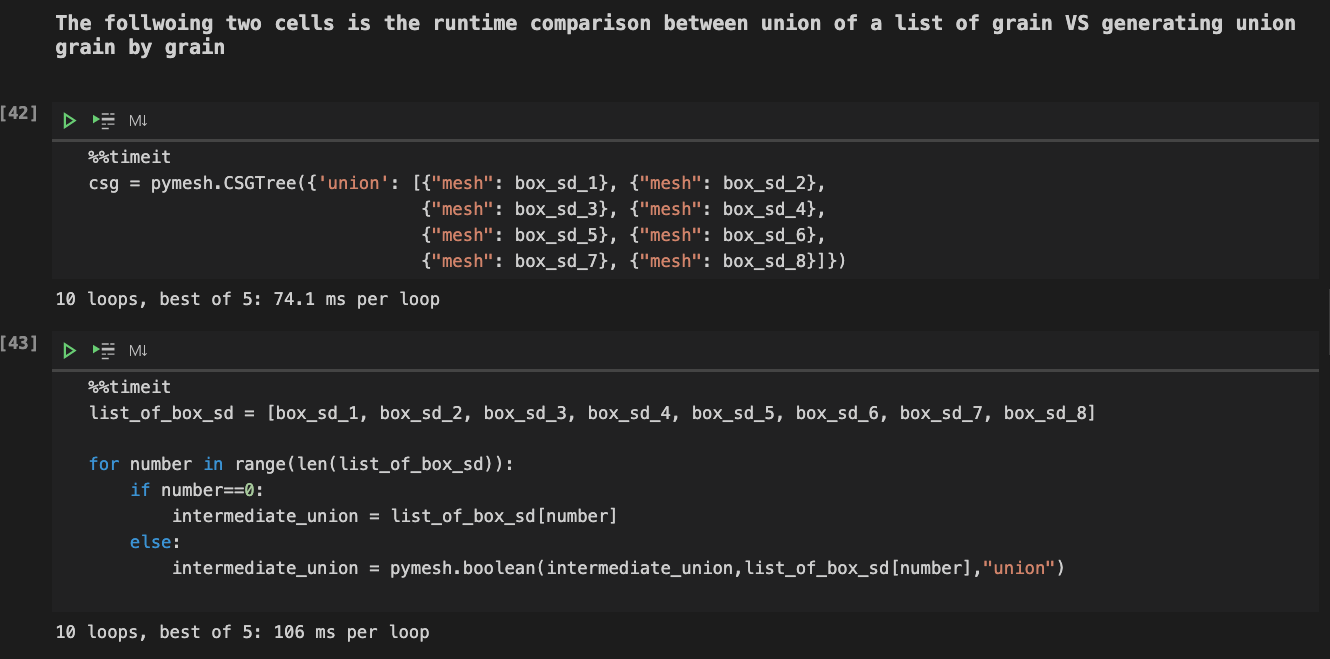 The follwoing two cells is the runtime comparison between union of a list of grain VS generating union
grain by grain
[42]
M↓
%%timeit
csg = pymesh.CSGTree({'union': [{"mesh": box_sd_1}, {"mesh": box_sd_2},
{"mesh": box_sd_3}, {"mesh": box_sd_4},
{"mesh": box_sd_5}, {"mesh": box_sd_6},
{"mesh": box_sd_7}, {"mesh": box_sd_8}]})
10 loops, best of 5: 74.1 ms per loop
[43]
M↓
%%timeit
list_of_box_sd = [box_sd_1, box_sd_2, box_sd_3, box_sd_4, box_sd_5, box_sd_6, box_sd_7, box_sd_8]
for number in range(len(list_of_box_sd)):
if number==0:
intermediate_union = list_of_box_sd[number]
else:
intermediate_union = pymesh.boolean(intermediate_union,list_of_box_sd[number],"union")
10 loops, best of 5: 106 ms per loop